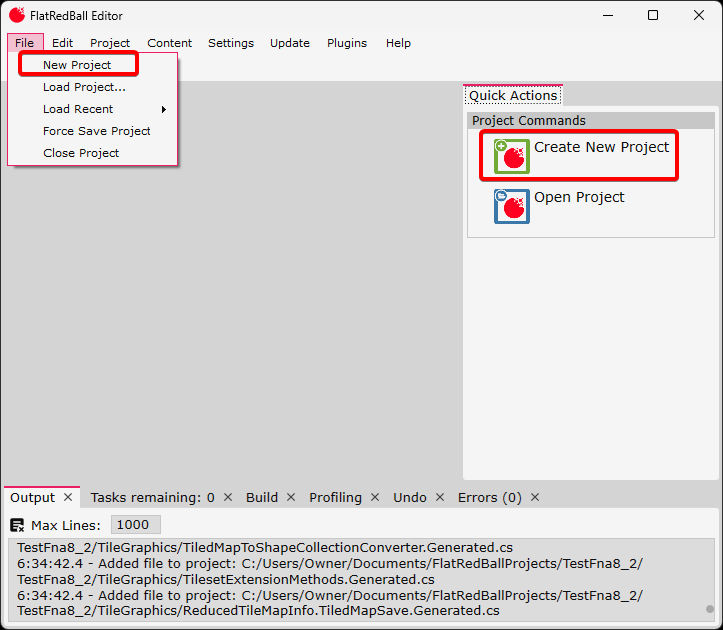 FlatRedBall Editor
File Edit Project Content Settings Update Plugins Help
New Project
Load Project...
Load Recent
Force Save Project
Close Project
Quick Actions
Project Commands
Create New Project
Open Project
Output Tasks remaining: 0 Build Profiling Undo Errors (0)
Max Lines: 1000
TestFna8_2/TileGraphics/TiledMapToShapeCollectionConverter.Generated.cs
6:34:42.4 - Added file to project: C:/Users/Owner/Documents/FlatRedBallProjects/TestFna8_2/
TestFna8_2/TileGraphics/TilesetExtensionMethods.Generated.cs
6:34:42.4 - Added file to project: C:/Users/Owner/Documents/FlatRedBallProjects/TestFna8_2/
TestFna8_2/TileGraphics/ReducedTileMapInfo.TiledMapSave.Generated.cs